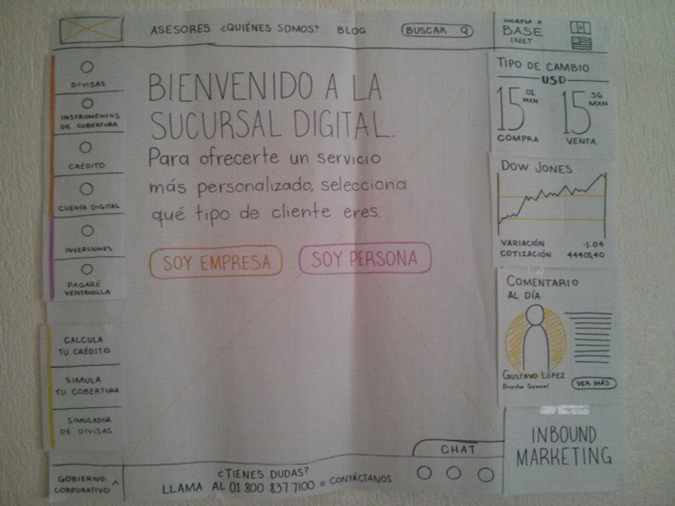 ASESORES ¿QUIÉNES SOMOS? BLOG
BUSCAR
INGRESA A
BASE
INET
DIVISAS
INSTRUMENTOS
DE COBERTURA
CRÉDITO
CUENTA DIGITAL
INVERSIONES
PAGARÉ
VENTANILLA
CALCULA
TU CRÉDITO
SIMULA
TU COBERTURA
SIMULADOR
DE DIVISAS
GOBIERNO
CORPORATIVO ^
BIENVENIDO A LA
SUCURSAL DIGITAL.
Para ofrecerte un servicio
más personalizado, selecciona
qué tipo de cliente eres.
SOY EMPRESA
SOY PERSONA
TIPO DE CAMBIO
USD
15 .01 MXN
COMPRA
15 .56 MXN
VENTA
DOW JONES
VARIACIÓN -1.04
COTIZACIÓN 44401,40
COMENTARIO
AL DÍA
GUSTAVO LÓPEZ
Director General
VER MÁS
INBOUND
MARKETING
CHAT
¿TIENES DUDAS?
LLAMA AL 01 800 837 7100 o CONTÁCTANOS